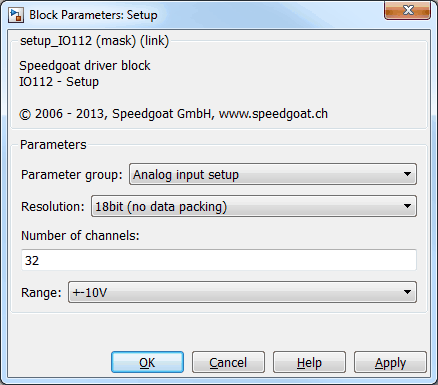 Block Parameters: Setup
setup_IO112 (mask) (link)
Speedgoat driver block
IO112 - Setup
© 2006 - 2013, Speedgoat GmbH, www.speedgoat.ch
Parameters
Parameter group: Analog input setup
Resolution: 18bit (no data packing)
Number of channels:
32
Range: +-10V
OK Cancel Help Apply